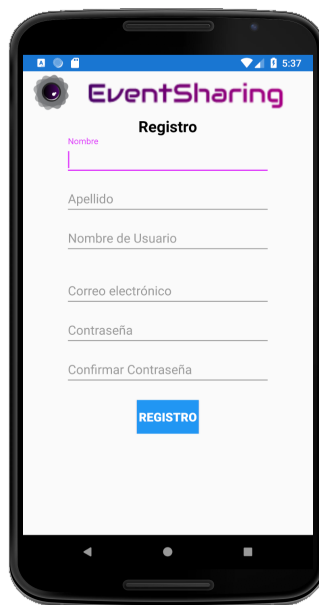 5:37
EventSharing
Registro
Nombre
Apellido
Nombre de Usuario
Correo electrónico
Contraseña
Confirmar Contraseña
REGISTRO